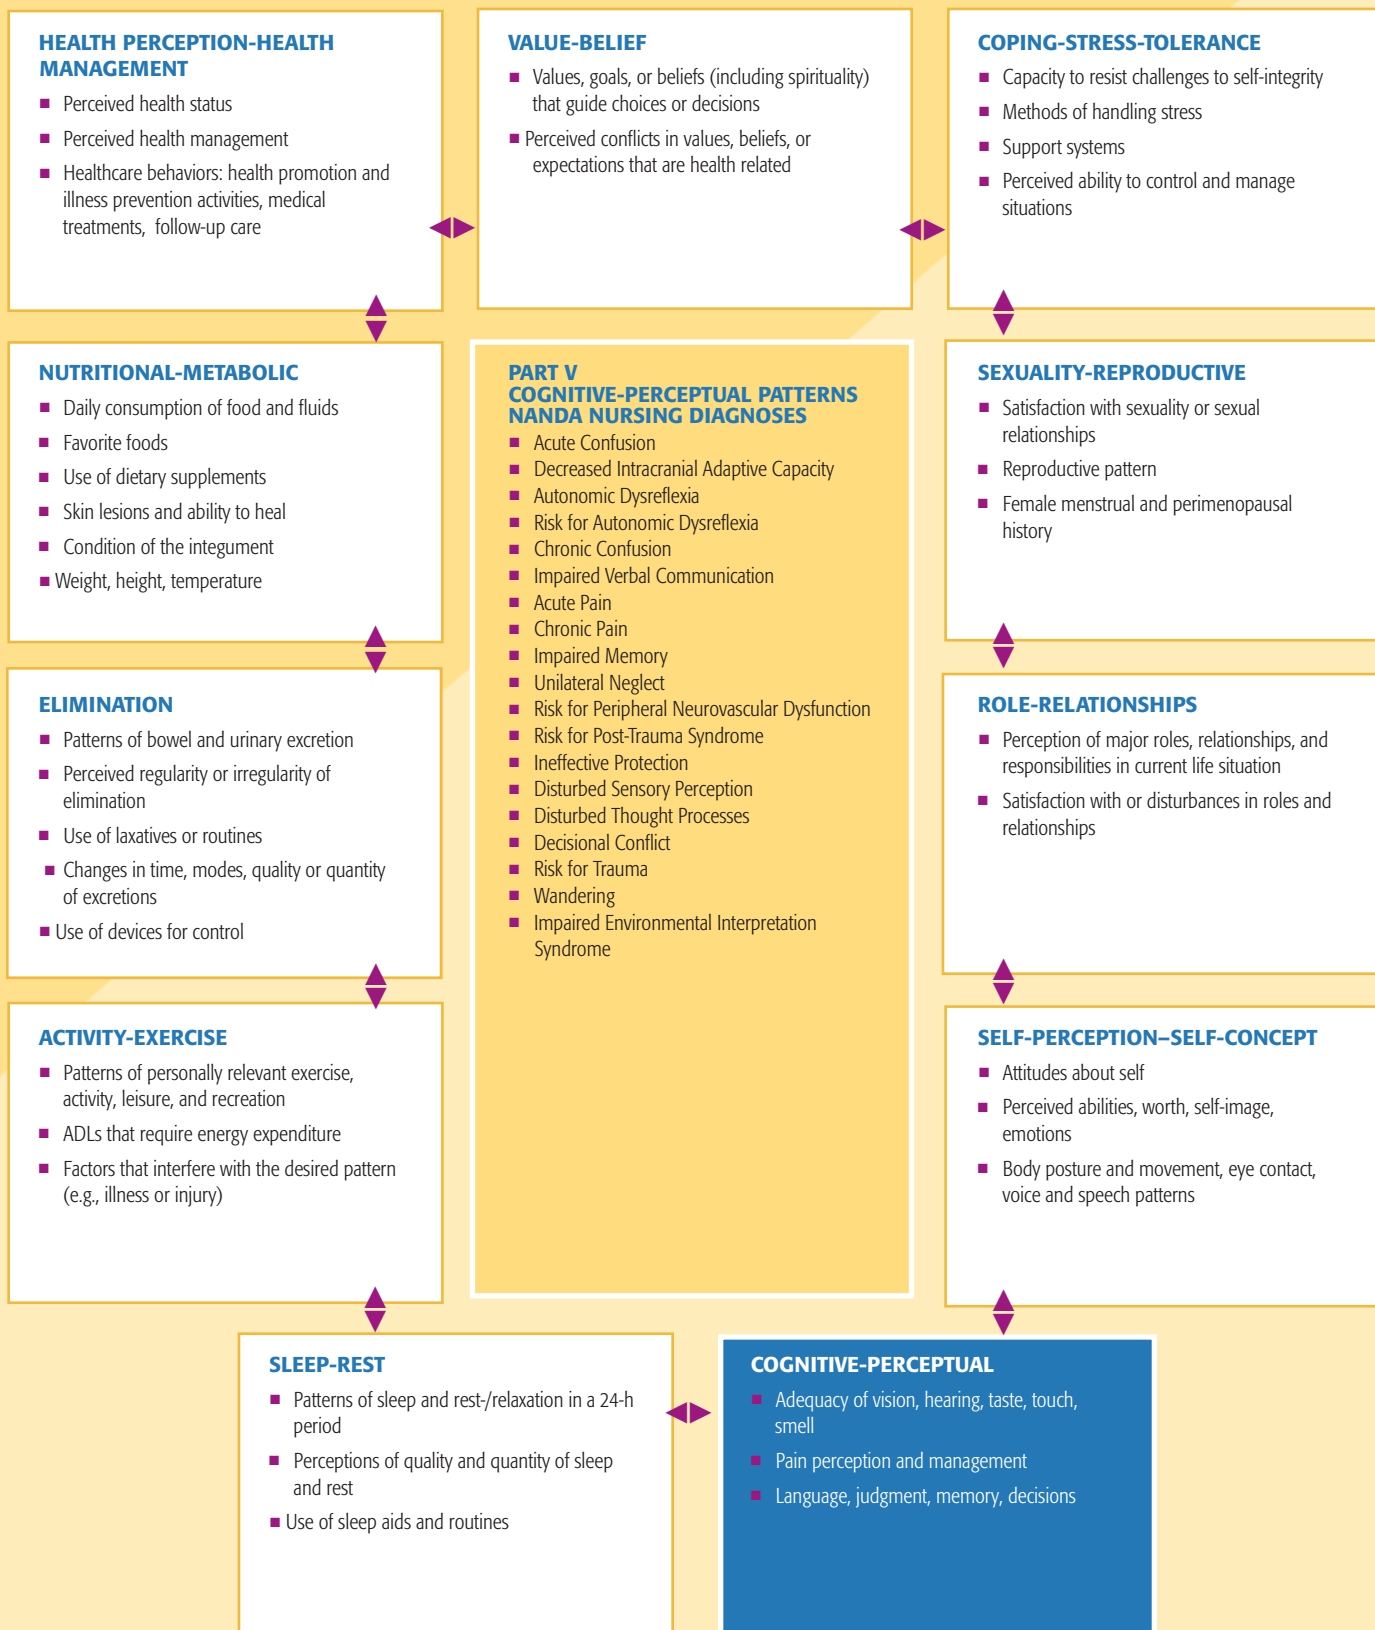 HEALTH PERCEPTION-HEALTH
MANAGEMENT
■ Perceived health status
■ Perceived health management
■ Healthcare behaviors: health promotion and
illness prevention activities, medical
treatments, follow-up care
VALUE-BELIEF
■ Values, goals, or beliefs (including spirituality)
that guide choices or decisions
■ Perceived conflicts in values, beliefs, or
expectations that are health related
COPING-STRESS-TOLERANCE
■ Capacity to resist challenges to self-integrity
■ Methods of handling stress
■ Support systems
■ Perceived ability to control and manage
situations
NUTRITIONAL-METABOLIC
■ Daily consumption of food and fluids
■ Favorite foods
■ Use of dietary supplements
■ Skin lesions and ability to heal
■ Condition of the integument
■ Weight, height, temperature
PART V
COGNITIVE-PERCEPTUAL PATTERNS
NANDA NURSING DIAGNOSES
■ Acute Confusion
■ Decreased Intracranial Adaptive Capacity
■ Autonomic Dysreflexia
■ Risk for Autonomic Dysreflexia
■ Chronic Confusion
■ Impaired Verbal Communication
■ Acute Pain
■ Chronic Pain
■ Impaired Memory
■ Unilateral Neglect
■ Risk for Peripheral Neurovascular Dysfunction
■ Risk for Post-Trauma Syndrome
■ Ineffective Protection
■ Disturbed Sensory Perception
■ Disturbed Thought Processes
■ Decisional Conflict
■ Risk for Trauma
■ Wandering
■ Impaired Environmental Interpretation
Syndrome
SEXUALITY-REPRODUCTIVE
■ Satisfaction with sexuality or sexual
relationships
■ Reproductive pattern
■ Female menstrual and perimenopausal
history
ELIMINATION
■ Patterns of bowel and urinary excretion
■ Perceived regularity or irregularity of
elimination
■ Use of laxatives or routines
■ Changes in time, modes, quality or quantity
of excretions
■ Use of devices for control
ROLE-RELATIONSHIPS
■ Perception of major roles, relationships, and
responsibilities in current life situation
■ Satisfaction with or disturbances in roles and
relationships
ACTIVITY-EXERCISE
■ Patterns of personally relevant exercise,
activity, leisure, and recreation
■ ADLs that require energy expenditure
■ Factors that interfere with the desired pattern
(e.g., illness or injury)
SELF-PERCEPTION–SELF-CONCEPT
■ Attitudes about self
■ Perceived abilities, worth, self-image,
emotions
■ Body posture and movement, eye contact,
voice and speech patterns
SLEEP-REST
■ Patterns of sleep and rest-/relaxation in a 24-h
period
■ Perceptions of quality and quantity of sleep
and rest
■ Use of sleep aids and routines
COGNITIVE-PERCEPTUAL
■ Adequacy of vision, hearing, taste, touch,
smell
■ Pain perception and management
■ Language, judgment, memory, decisions